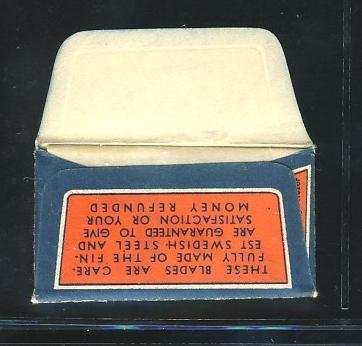 THESE BLADES ARE CARE-
FULLY MADE OF THE FIN-
EST SWEDISH STEEL AND
ARE GUARANTEED TO GIVE
SATISFACTION OR YOUR
MONEY REFUNDED